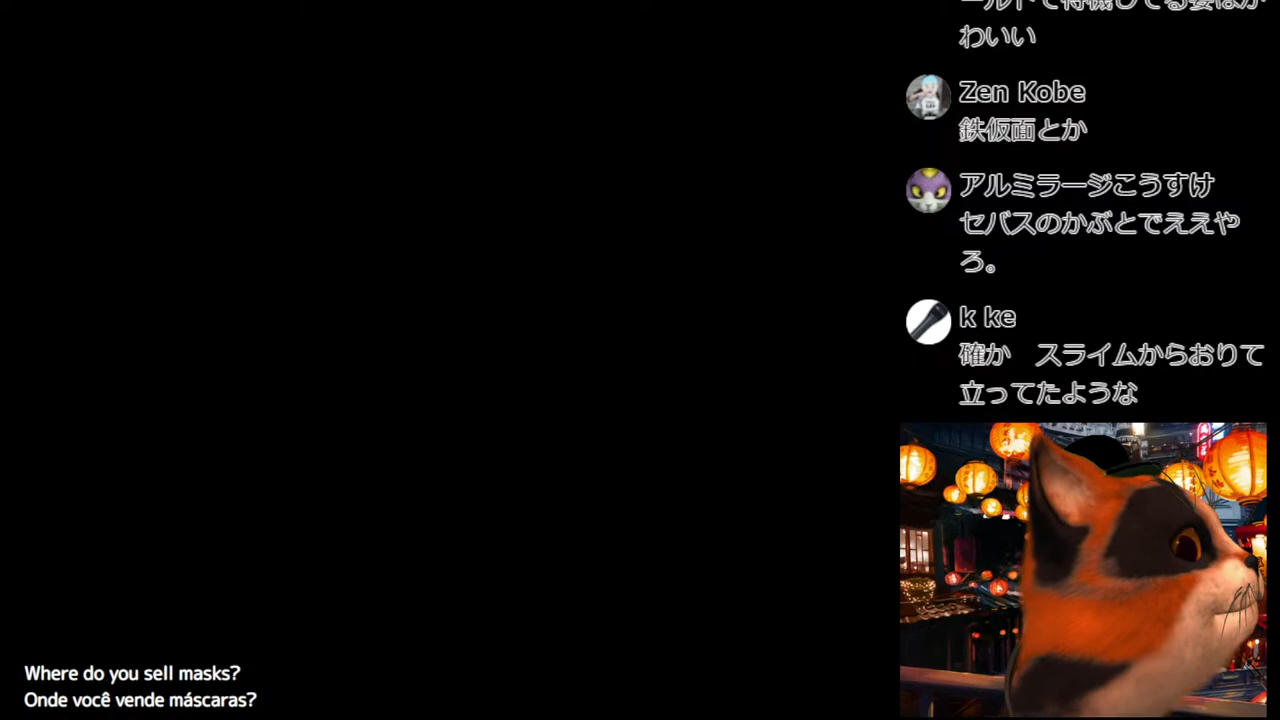 わいい
Zen Kobe
鉄仮面とか
アルミラージこうすけ
セバスのかぶとでええや
ろ。
k ke
確か　スライムからおりて
立ってたような
Where do you sell masks?
Onde você vende máscaras?